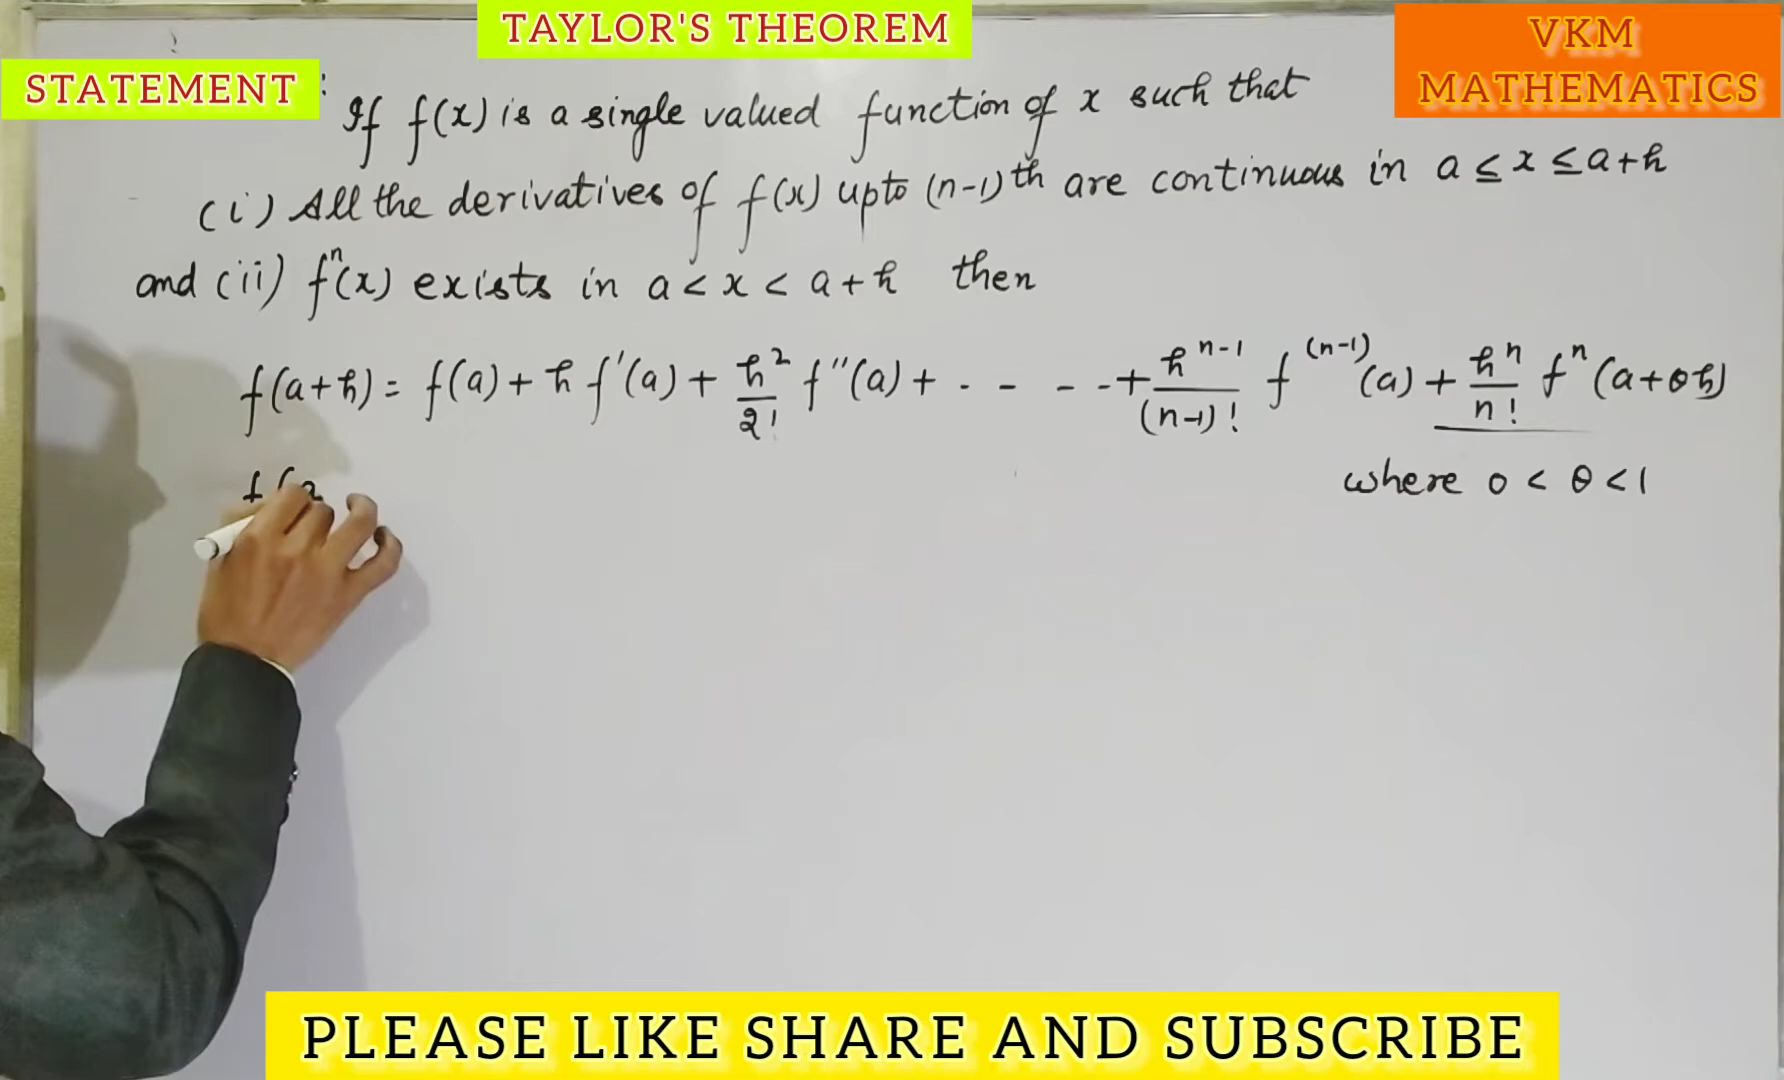 TAYLOR'S THEOREM
VKM
MATHEMATICS
STATEMENT :
If f(x) is a single valued function of x such that
(i) All the derivatives of f(x) upto (n-1)th are continuous in a ≤ x ≤ a+h
and (ii) fⁿ(x) exists in a < x < a + h then
f(a+h) = f(a) + h f'(a) + h²/2! f''(a) + . - - - + hⁿ⁻¹/(n-1)! f⁽ⁿ⁻¹⁾(a) + hⁿ/n! fⁿ(a+θh)
where 0 < θ < 1
f(a
PLEASE LIKE SHARE AND SUBSCRIBE